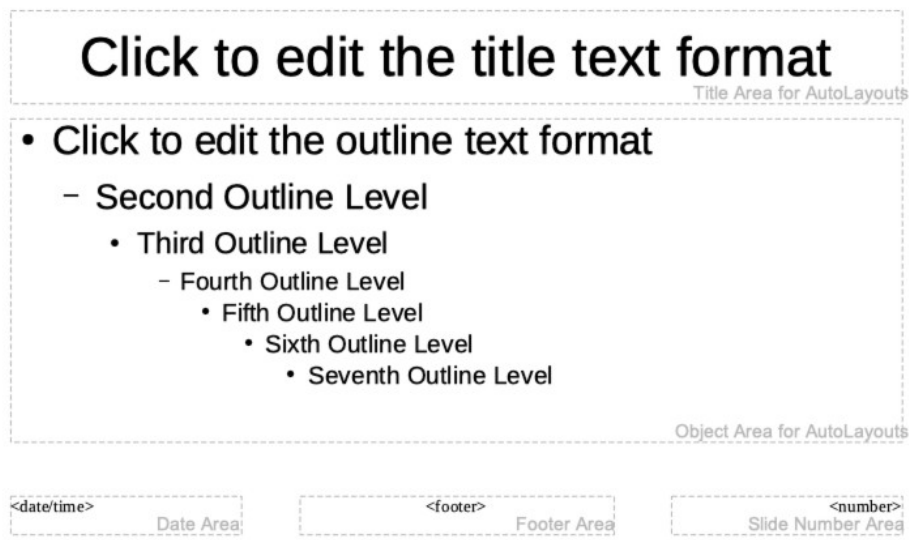 Click to edit the title text format
Title Area for AutoLayouts
• Click to edit the outline text format
– Second Outline Level
• Third Outline Level
– Fourth Outline Level
• Fifth Outline Level
• Sixth Outline Level
• Seventh Outline Level
Object Area for AutoLayouts
<date/time>
Date Area
<footer>
Footer Area
<number>
Slide Number Area